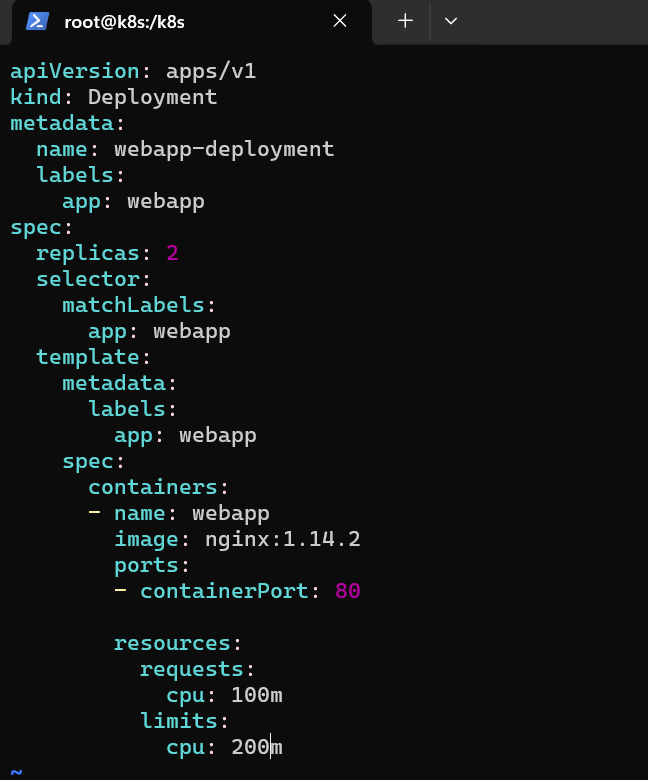 root@k8s:/k8s
apiVersion: apps/v1
kind: Deployment
metadata:
  name: webapp-deployment
  labels:
    app: webapp
spec:
  replicas: 2
  selector:
    matchLabels:
      app: webapp
  template:
    metadata:
      labels:
        app: webapp
    spec:
      containers:
      - name: webapp
        image: nginx:1.14.2
        ports:
        - containerPort: 80

        resources:
          requests:
            cpu: 100m
          limits:
            cpu: 200m
~